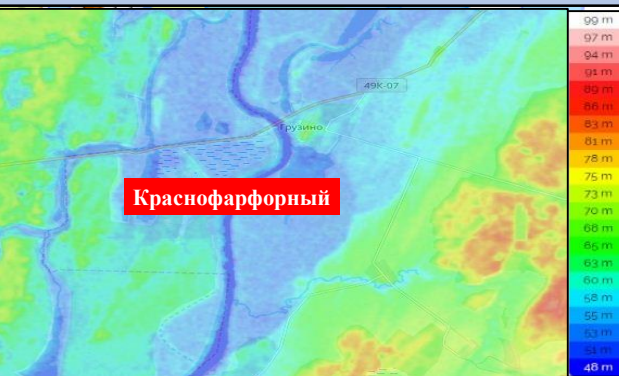 49К-07
Грузино
Краснофарфорный
99 m
97 m
94 m
91 m
89 m
86 m
83 m
81 m
78 m
75 m
73 m
70 m
68 m
65 m
63 m
60 m
58 m
55 m
53 m
51 m
48 m